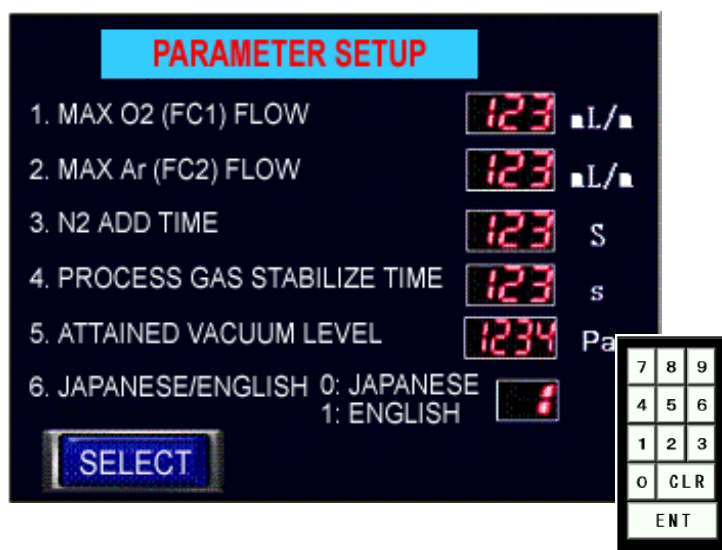 PARAMETER SETUP
1. MAX O2 (FC1) FLOW 123 mL/m
2. MAX Ar (FC2) FLOW 123 mL/m
3. N2 ADD TIME 123 S
4. PROCESS GAS STABILIZE TIME 123 s
5. ATTAINED VACUUM LEVEL 1234 Pa
6. JAPANESE/ENGLISH 0: JAPANESE 1
1: ENGLISH
SELECT
7 8 9
4 5 6
1 2 3
0 CLR
ENT